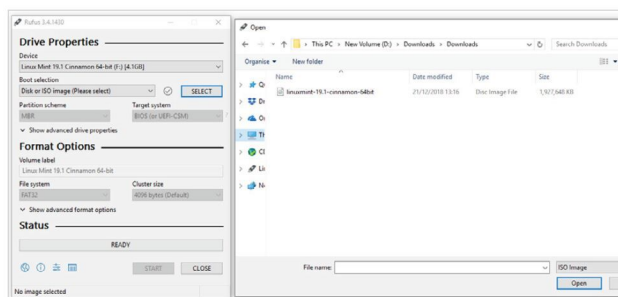 Rufus 3.4.1430
Drive Properties
Device
Linux Mint 19.1 Cinnamon 64-bit (F:) [4.1GB]
Boot selection
Disk or ISO image (Please select)
SELECT
Partition scheme
Target system
MBR
BIOS (or UEFI-CSM)
Show advanced drive properties
Format Options
Volume label
Linux Mint 19.1 Cinnamon 64-bit
File system
Cluster size
FAT32
4096 bytes (Default)
Show advanced format options
Status
READY
START
CLOSE
No image selected
Open
This PC > New Volume (D:) > Downloads > Downloads
Search Downloads
Organise
New folder
Name
Date modified
Type
Size
linuxmint-19.1-cinnamon-64bit
21/12/2018 13:16
Disc Image File
1,927,648 KB
File name:
ISO Image
Open